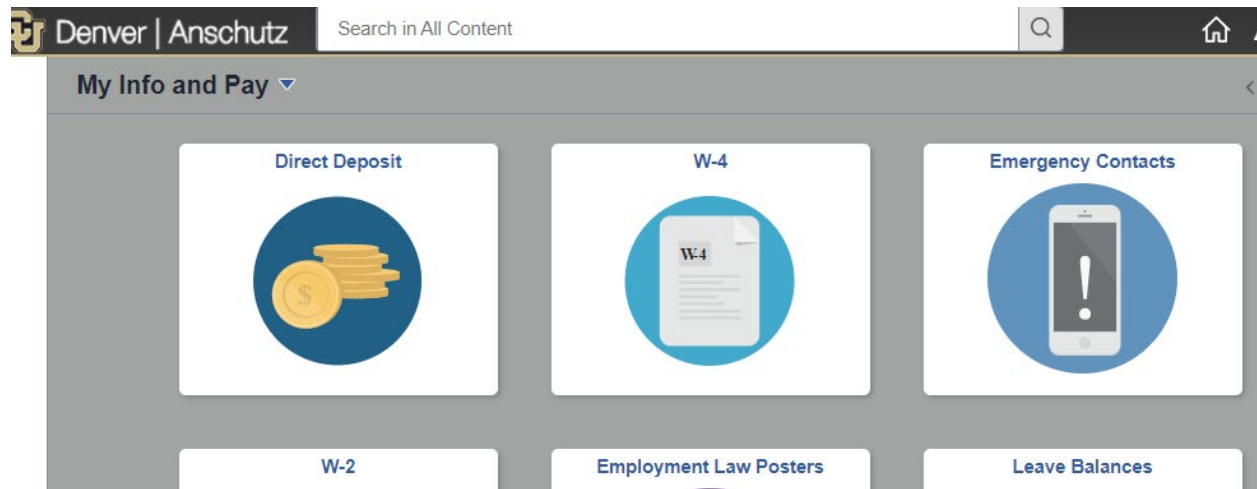 CU Denver | Anschutz
Search in All Content
My Info and Pay
Direct Deposit
W-4
Emergency Contacts
$
W-4
!
W-2
Employment Law Posters
Leave Balances